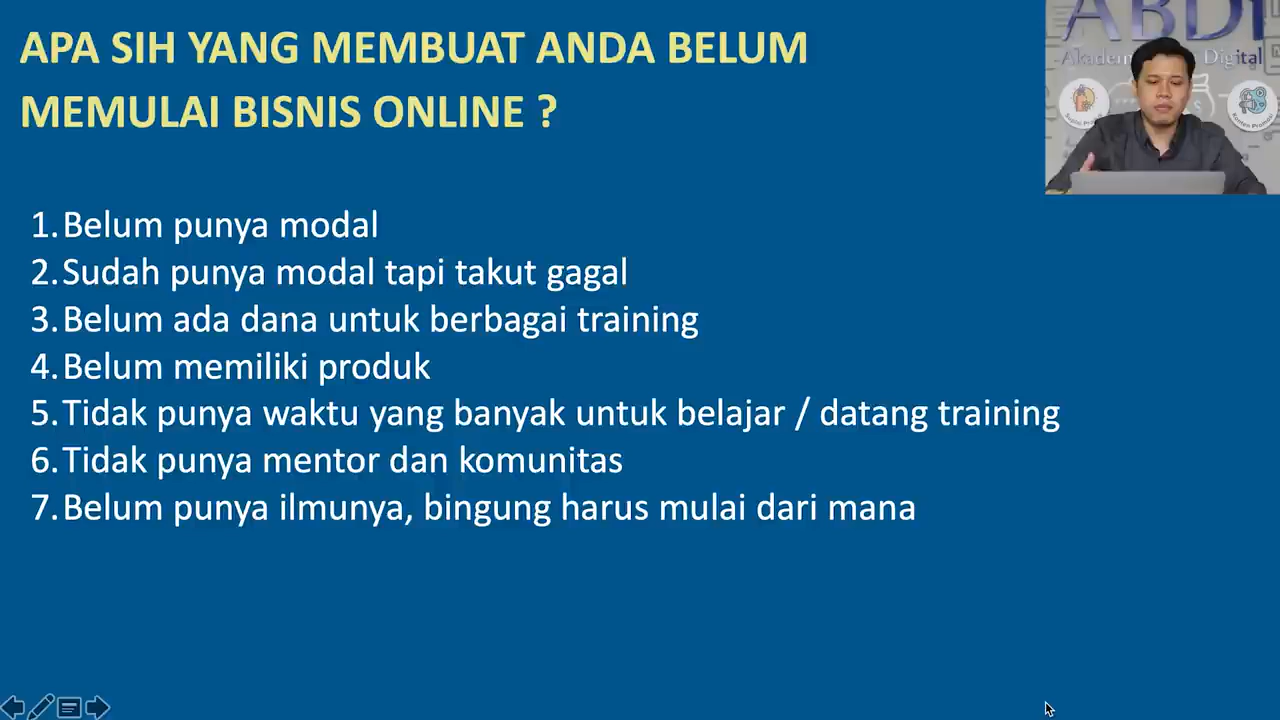 APA SIH YANG MEMBUAT ANDA BELUM
MEMULAI BISNIS ONLINE ?
ABDI
Digital
1. Belum punya modal
2. Sudah punya modal tapi takut gagal
3. Belum ada dana untuk berbagai training
4. Belum memiliki produk
5. Tidak punya waktu yang banyak untuk belajar / datang training
6. Tidak punya mentor dan komunitas
7. Belum punya ilmunya, bingung harus mulai dari mana